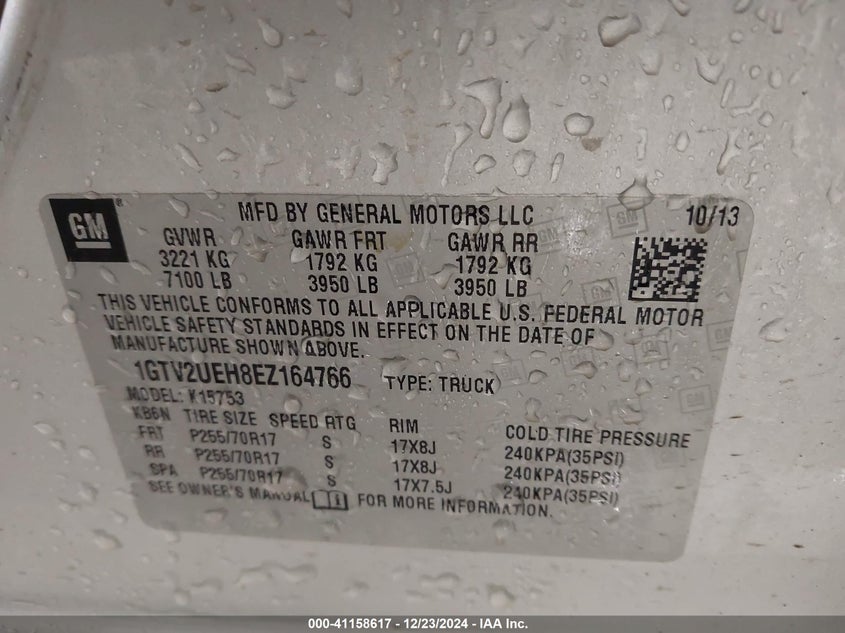 GM®
MFD BY GENERAL MOTORS LLC 10/13
GVWR GAWR FRT GAWR RR
3221 KG 1792 KG 1792 KG
7100 LB 3950 LB 3950 LB
THIS VEHICLE CONFORMS TO ALL APPLICABLE U.S. FEDERAL MOTOR
VEHICLE SAFETY STANDARDS IN EFFECT ON THE DATE OF
MANUFACTURE SHOWN ABOVE.
1GTV2UEH8EZ164766 TYPE: TRUCK
MODEL: K15753
KB6N TIRE SIZE SPEED RTG RIM COLD TIRE PRESSURE
FRT P255/70R17 S 17X8J 240KPA(35PSI)
RR P255/70R17 S 17X8J 240KPA(35PSI)
SPA P255/70R17 S 17X7.5J 240KPA(35PSI)
SEE OWNER'S MANUAL FOR MORE INFORMATION.
000-41158617 - 12/23/2024 - IAA Inc.